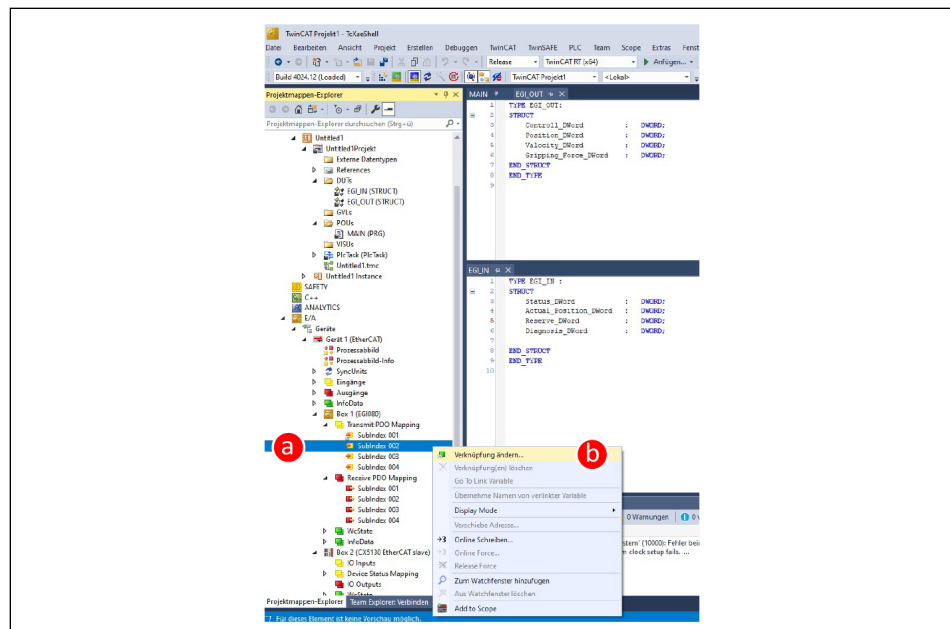 TwinCAT Projekt1 - TcXaeShell
Datei Bearbeiten Ansicht Projekt Erstellen Debuggen TwinCAT TwinSAFE PLC Team Scope Extras Fenst
Release TwinCAT RT (x64) Anfügen...
Build 4024.12 (Loaded) TwinCAT Projekt1 <Lokal>
Projektmappen-Explorer
Projektmappen-Explorer durchsuchen (Strg+ü)
Untitled1
Untitled1Projekt
Externe Datentypen
References
DUTs
EGI_IN (STRUCT)
EGI_OUT (STRUCT)
GVLs
POUs
MAIN (PRG)
VISUs
PlcTask (PlcTask)
Untitled1.tmc
Untitled1 Instance
SAFETY
C++
ANALYTICS
E/A
Geräte
Gerät 1 (EtherCAT)
Prozessabbild
Prozessabbild-Info
SyncUnits
Eingänge
Ausgänge
InfoData
Box 1 (EGI080)
Transmit PDO Mapping
SubIndex 001
a
SubIndex 002
SubIndex 003
SubIndex 004
Receive PDO Mapping
SubIndex 001
SubIndex 002
SubIndex 003
SubIndex 004
WcState
InfoData
Box 2 (CX5130 EtherCAT slave)
IO Inputs
Device Status Mapping
IO Outputs
WcState
Projektmappen-Explorer Team Explorer: Verbinden
Für dieses Element ist keine Vorschau möglich.
MAIN EGI_OUT
1 TYPE EGI_OUT:
2 STRUCT
3 Controll_DWord : DWORD;
4 Position_DWord : DWORD;
5 Valocity_DWord : DWORD;
6 Gripping_Force_DWord : DWORD;
7 END_STRUCT
8 END_TYPE
9
EGI_IN
1 TYPE EGI_IN :
2 STRUCT
3 Status_DWord : DWORD;
4 Actual_Position_DWord : DWORD;
5 Reserve_DWord : DWORD;
6 Diagnosis_DWord : DWORD;
7
8 END_STRUCT
9 END_TYPE
10
Verknüpfung ändern...
b
Verknüpfung(en) löschen
Go To Link Variable
Übernehme Namen von verlinkter Variable
Display Mode
Verschiebe Adresse...
Online Schreiben...
Online Force...
Release Force
Zum Watchfenster hinzufügen
Aus Watchfenster löschen
Add to Scope
0 Warnungen
stem' (10000): Fehler bei
m clock setup fails. ...